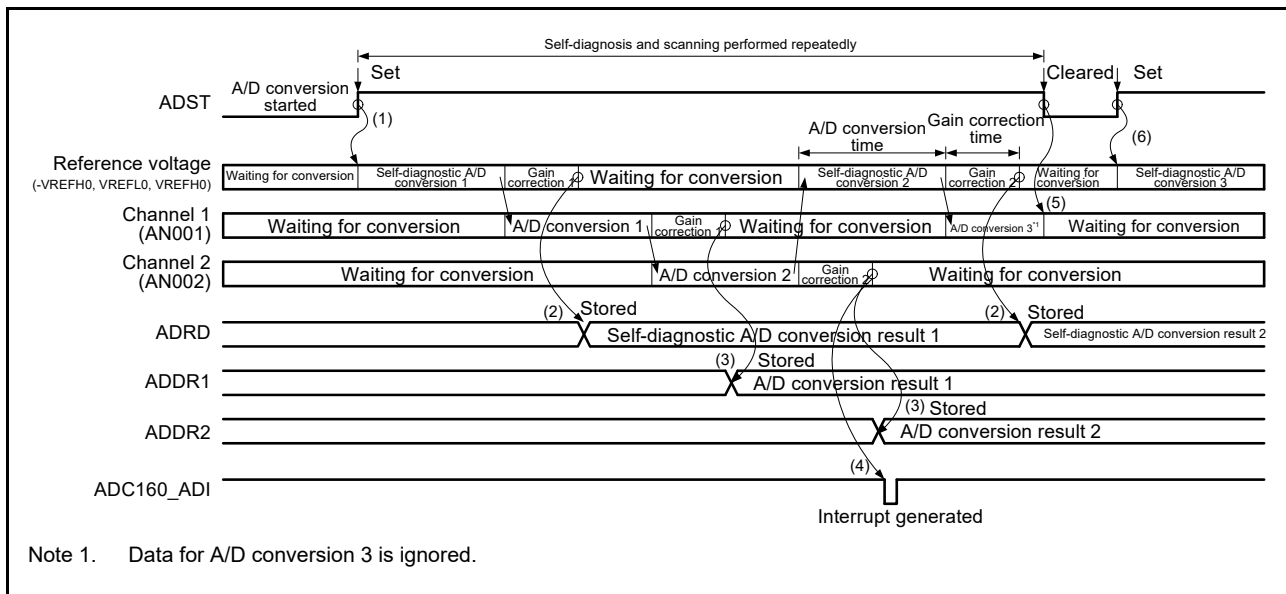 Self-diagnosis and scanning performed repeatedly
Set
Cleared
Set
A/D conversion
started
ADST
(1)
A/D conversion
time
Gain correction
time
(6)
Reference voltage
(-VREFH0, VREFL0, VREFH0)
Waiting for conversion
Self-diagnostic A/D
conversion 1
Gain
correction 1
Waiting for conversion
Self-diagnostic A/D
conversion 2
Gain
correction 2
Waiting for
conversion
Self-diagnostic A/D
conversion 3
(5)
Channel 1
(AN001)
Waiting for conversion
A/D conversion 1
Gain
correction 1
Waiting for conversion
A/D conversion 3*1
Waiting for conversion
Channel 2
(AN002)
Waiting for conversion
A/D conversion 2
Gain
correction 2
Waiting for conversion
ADRD
(2)
Stored
Self-diagnostic A/D conversion result 1
(2)
Stored
Self-diagnostic A/D conversion result 2
ADDR1
(3)
Stored
A/D conversion result 1
ADDR2
(3) Stored
A/D conversion result 2
ADC160_ADI
(4)
Interrupt generated
Note 1. Data for A/D conversion 3 is ignored.